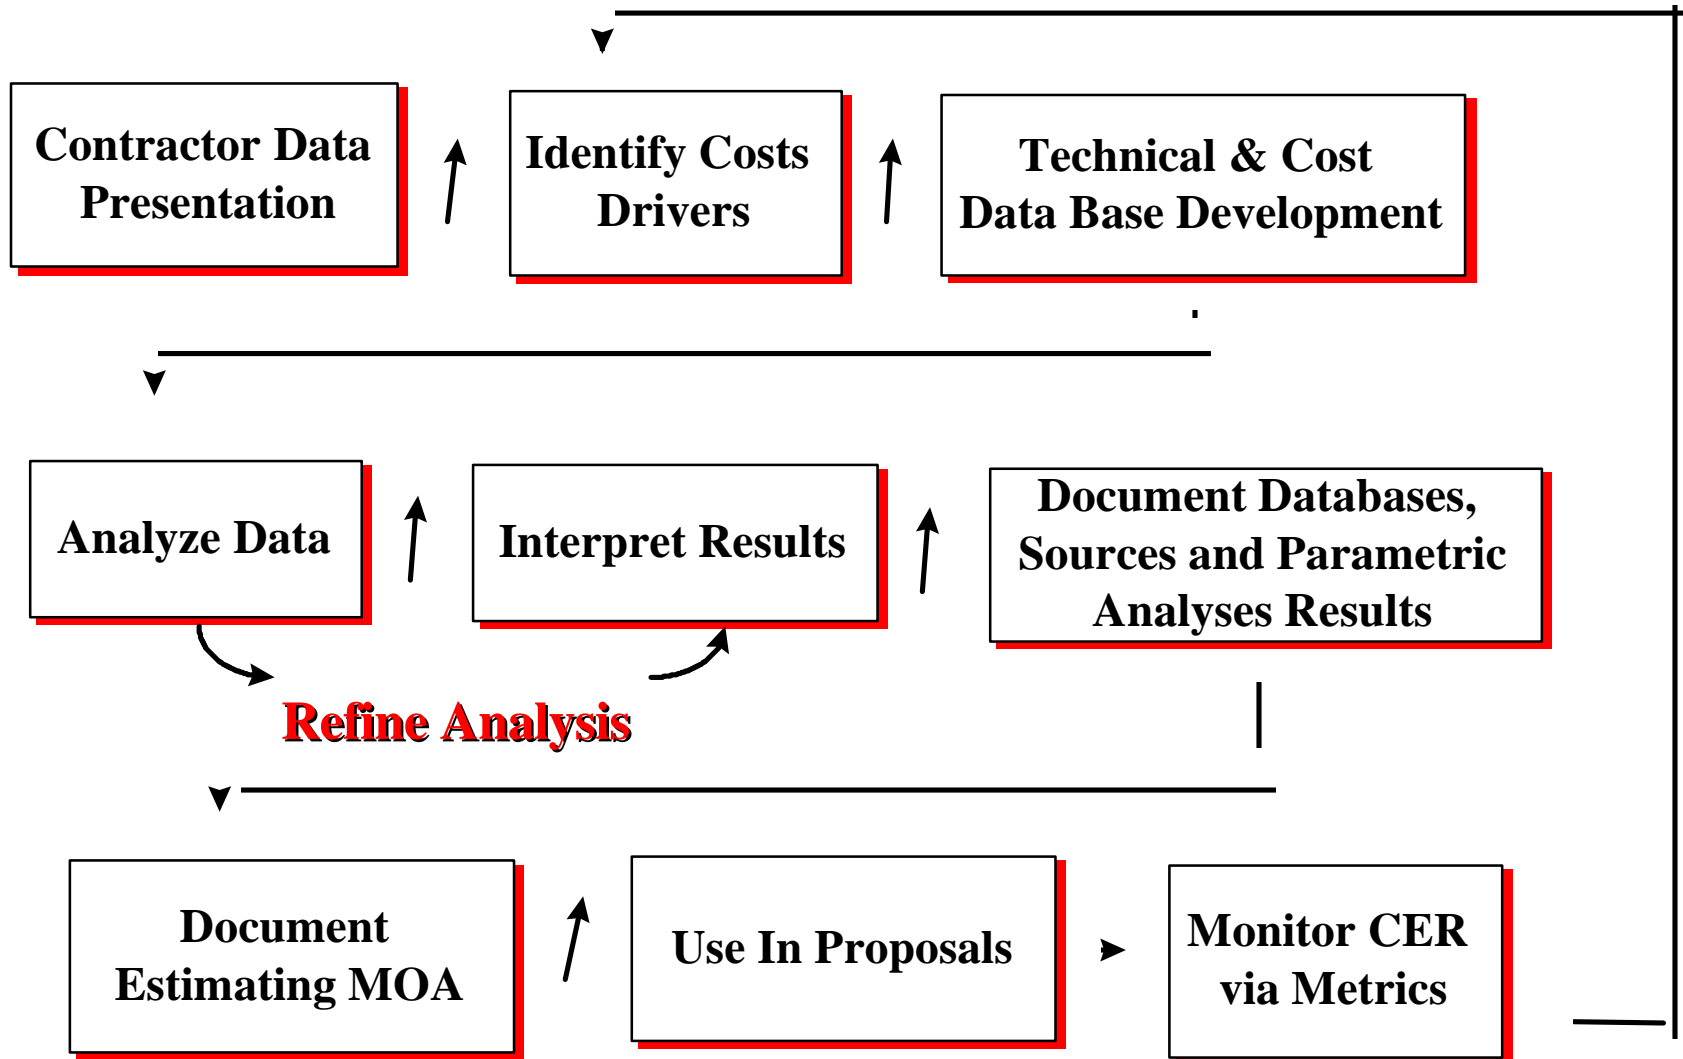 Contractor Data
Presentation
Identify Costs
Drivers
Technical & Cost
Data Base Development
Analyze Data
Interpret Results
Document Databases,
Sources and Parametric
Analyses Results
Refine Analysis
Document
Estimating MOA
Use In Proposals
Monitor CER
via Metrics